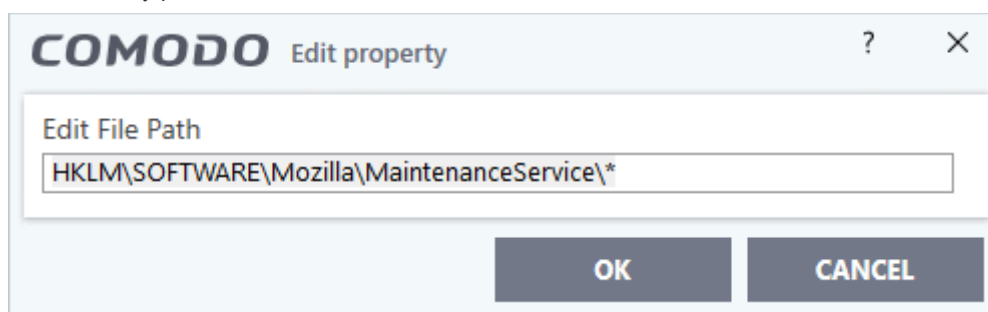 COMODO Edit property ? ×
Edit File Path
HKLM\SOFTWARE\Mozilla\MaintenanceService\*
OK CANCEL